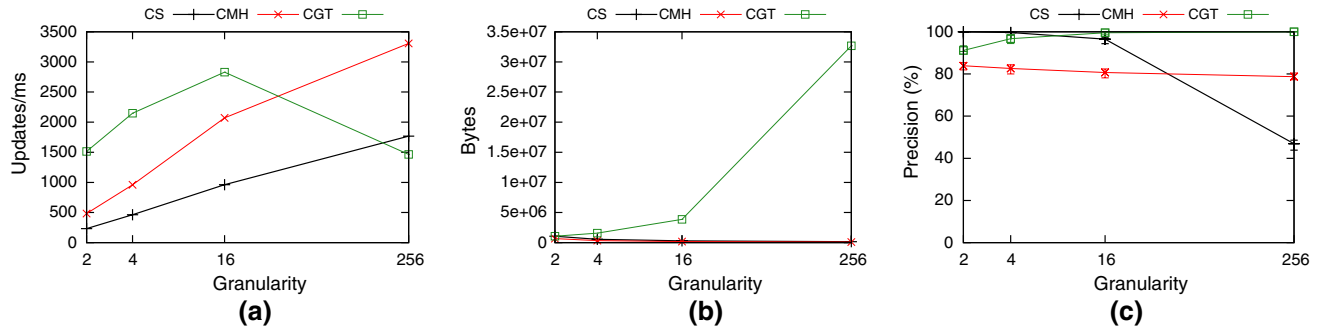 CS CMH CGT
3500
3000
2500
2000
1500
1000
500
0
Updates/ms
2 4 16 256
Granularity
(a)
CS CMH CGT
3.5e+07
3e+07
2.5e+07
2e+07
1.5e+07
1e+07
5e+06
0
Bytes
2 4 16 256
Granularity
(b)
CS CMH CGT
100
80
60
40
20
0
Precision (%)
2 4 16 256
Granularity
(c)